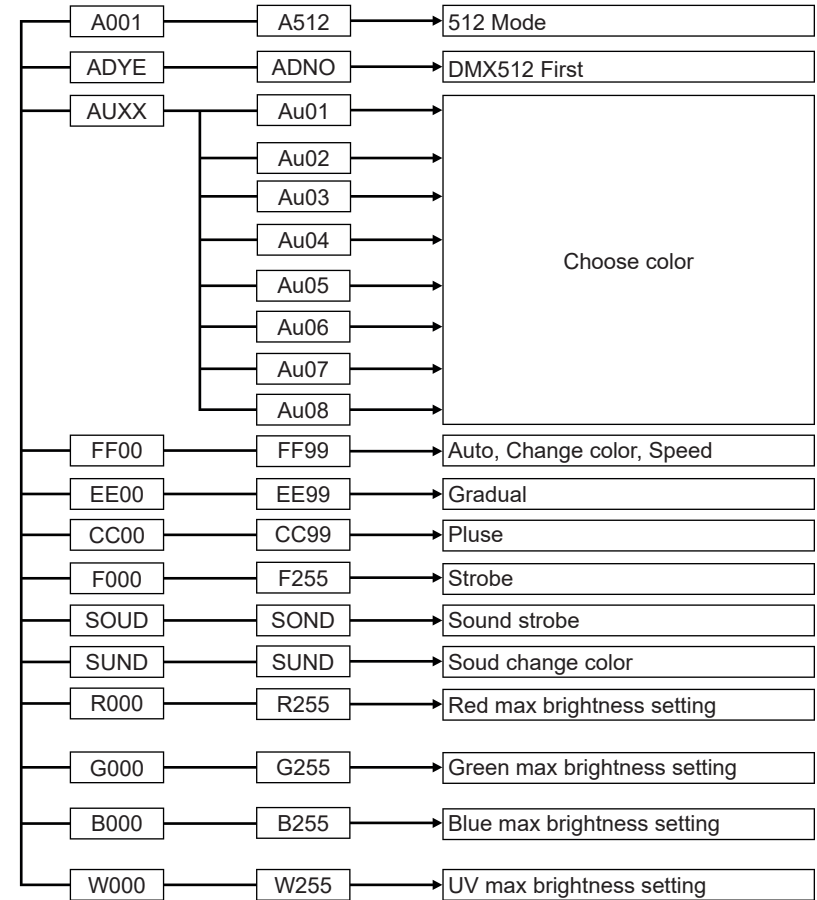 A001 A512 512 Mode
ADYE ADNO DMX512 First
AUXX Au01
Au02
Au03
Au04
Choose color
Au05
Au06
Au07
Au08
FF00 FF99 Auto, Change color, Speed
EE00 EE99 Gradual
CC00 CC99 Pluse
F000 F255 Strobe
SOUD SOND Sound strobe
SUND SUND Soud change color
R000 R255 Red max brightness setting
G000 G255 Green max brightness setting
B000 B255 Blue max brightness setting
W000 W255 UV max brightness setting